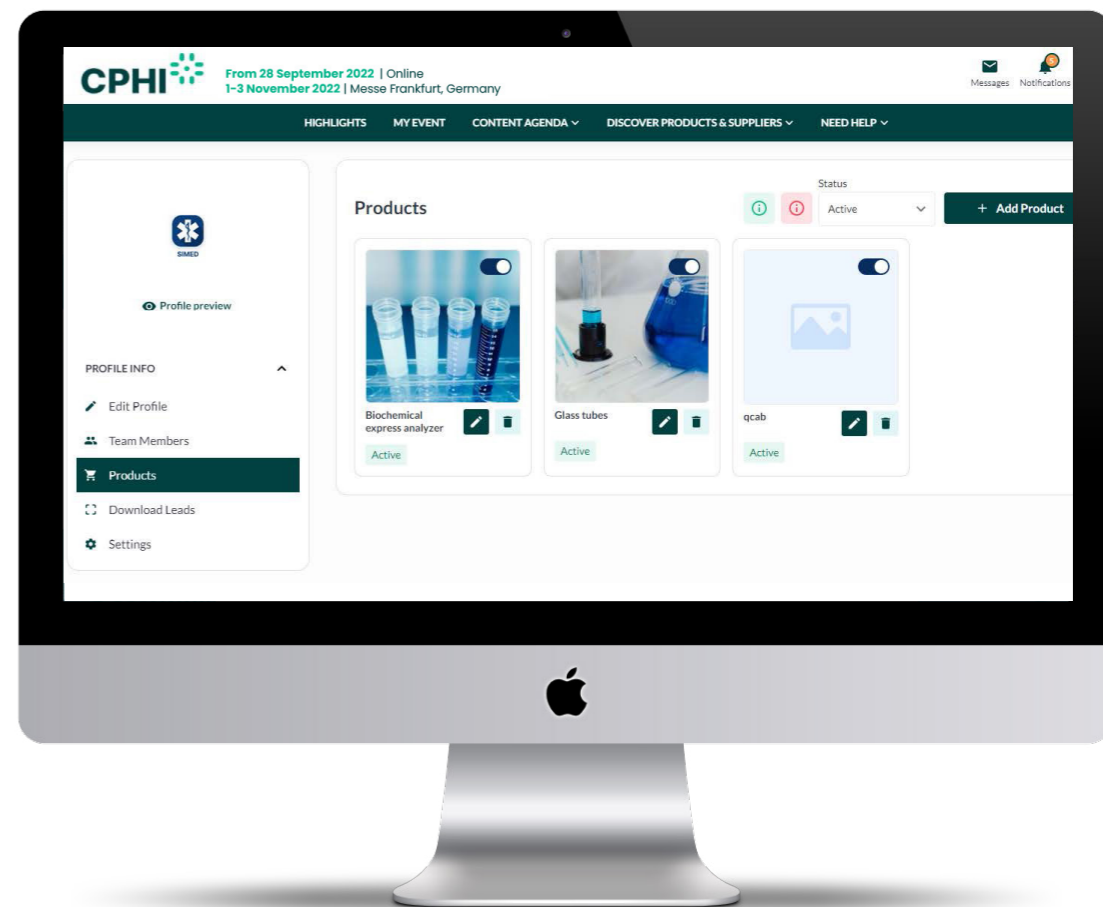 CPHI
From 28 September 2022 | Online
1-3 November 2022 | Messe Frankfurt, Germany
Messages Notifications
HIGHLIGHTS MY EVENT CONTENT AGENDA DISCOVER PRODUCTS & SUPPLIERS NEED HELP
SIMED
Profile preview
PROFILE INFO
Edit Profile
Team Members
Products
Download Leads
Settings
Products
Status
Active
+ Add Product
Biochemical
express analyzer
Active
Glass tubes
Active
qcab
Active